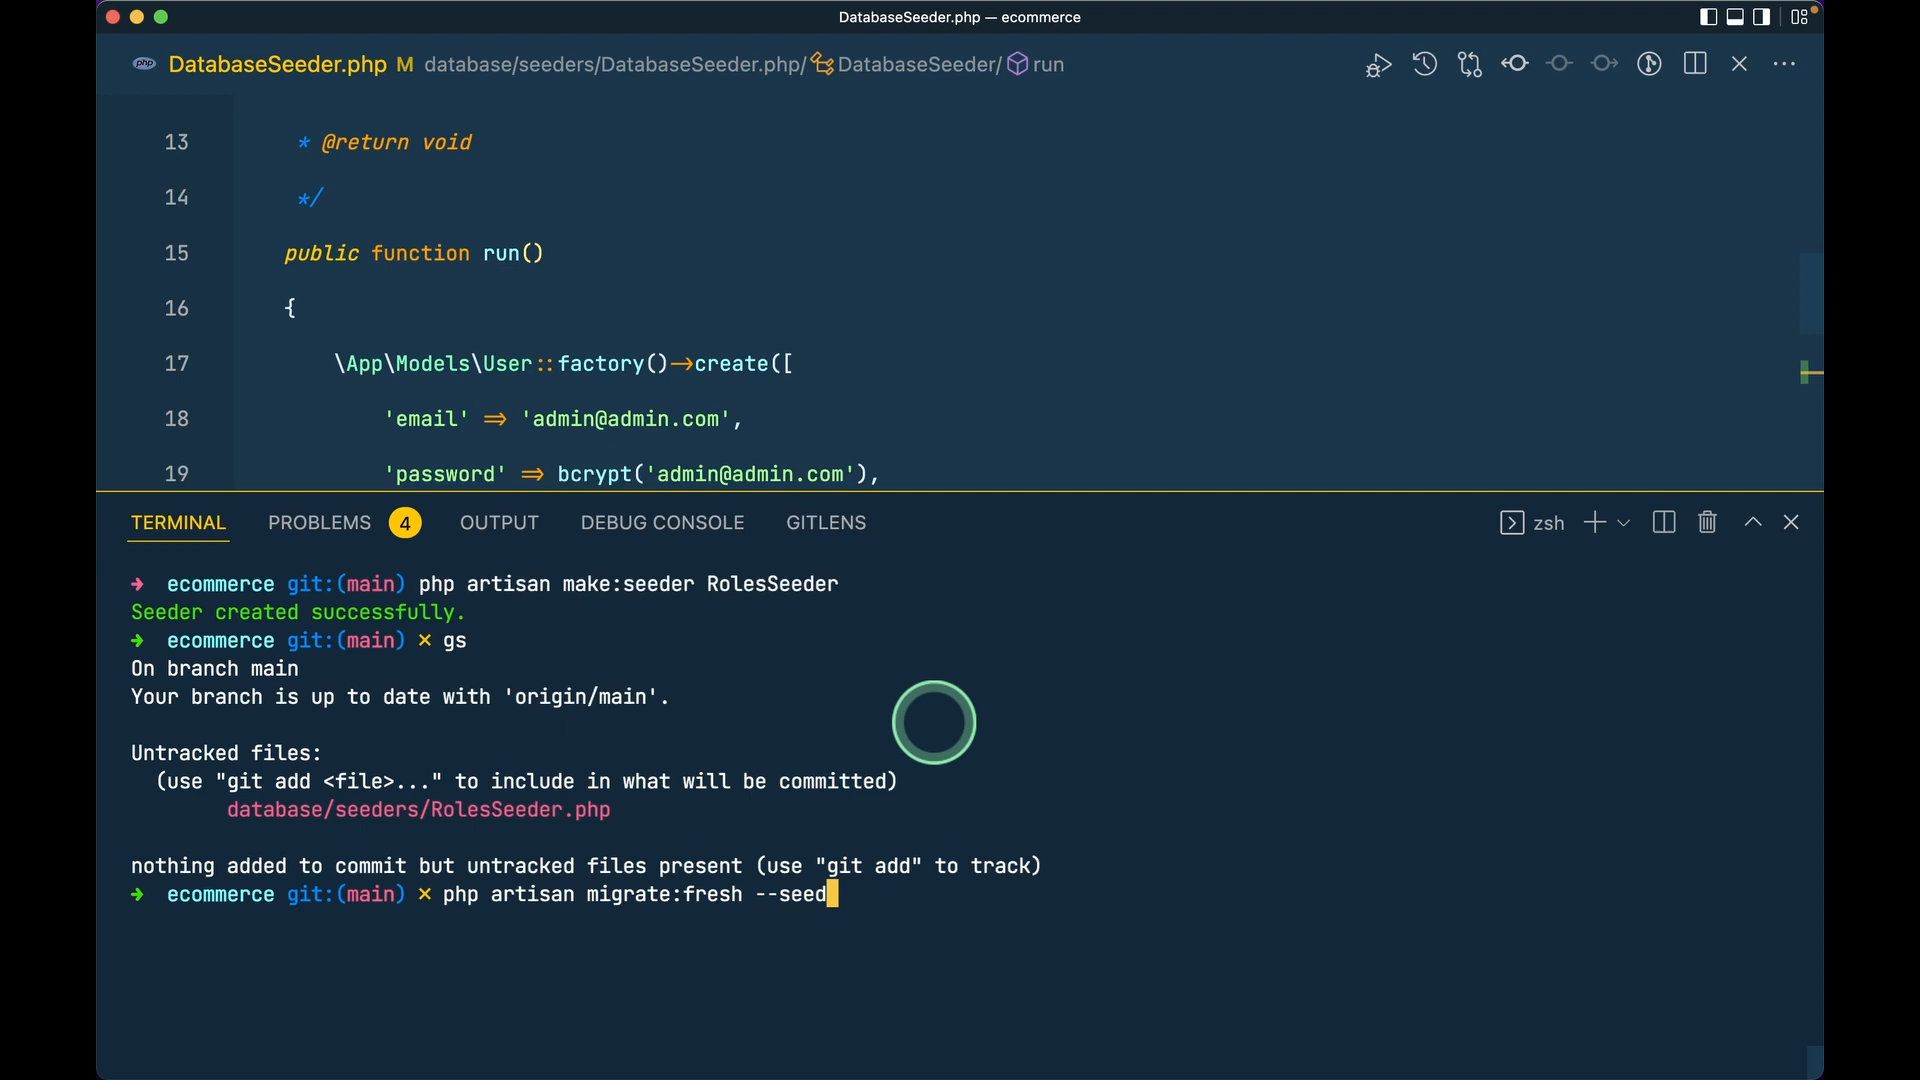 DatabaseSeeder.php — ecommerce
php DatabaseSeeder.php M database/seeders/DatabaseSeeder.php/ DatabaseSeeder/ run
13 * @return void
14 */
15 public function run()
16 {
17 \App\Models\User::factory()->create([
18 'email' => 'admin@admin.com',
19 'password' => bcrypt('admin@admin.com'),
TERMINAL PROBLEMS 4 OUTPUT DEBUG CONSOLE GITLENS zsh
➜ ecommerce git:(main) php artisan make:seeder RolesSeeder
Seeder created successfully.
➜ ecommerce git:(main) ✗ gs
On branch main
Your branch is up to date with 'origin/main'.
Untracked files:
(use "git add <file>..." to include in what will be committed)
database/seeders/RolesSeeder.php
nothing added to commit but untracked files present (use "git add" to track)
➜ ecommerce git:(main) ✗ php artisan migrate:fresh --seed